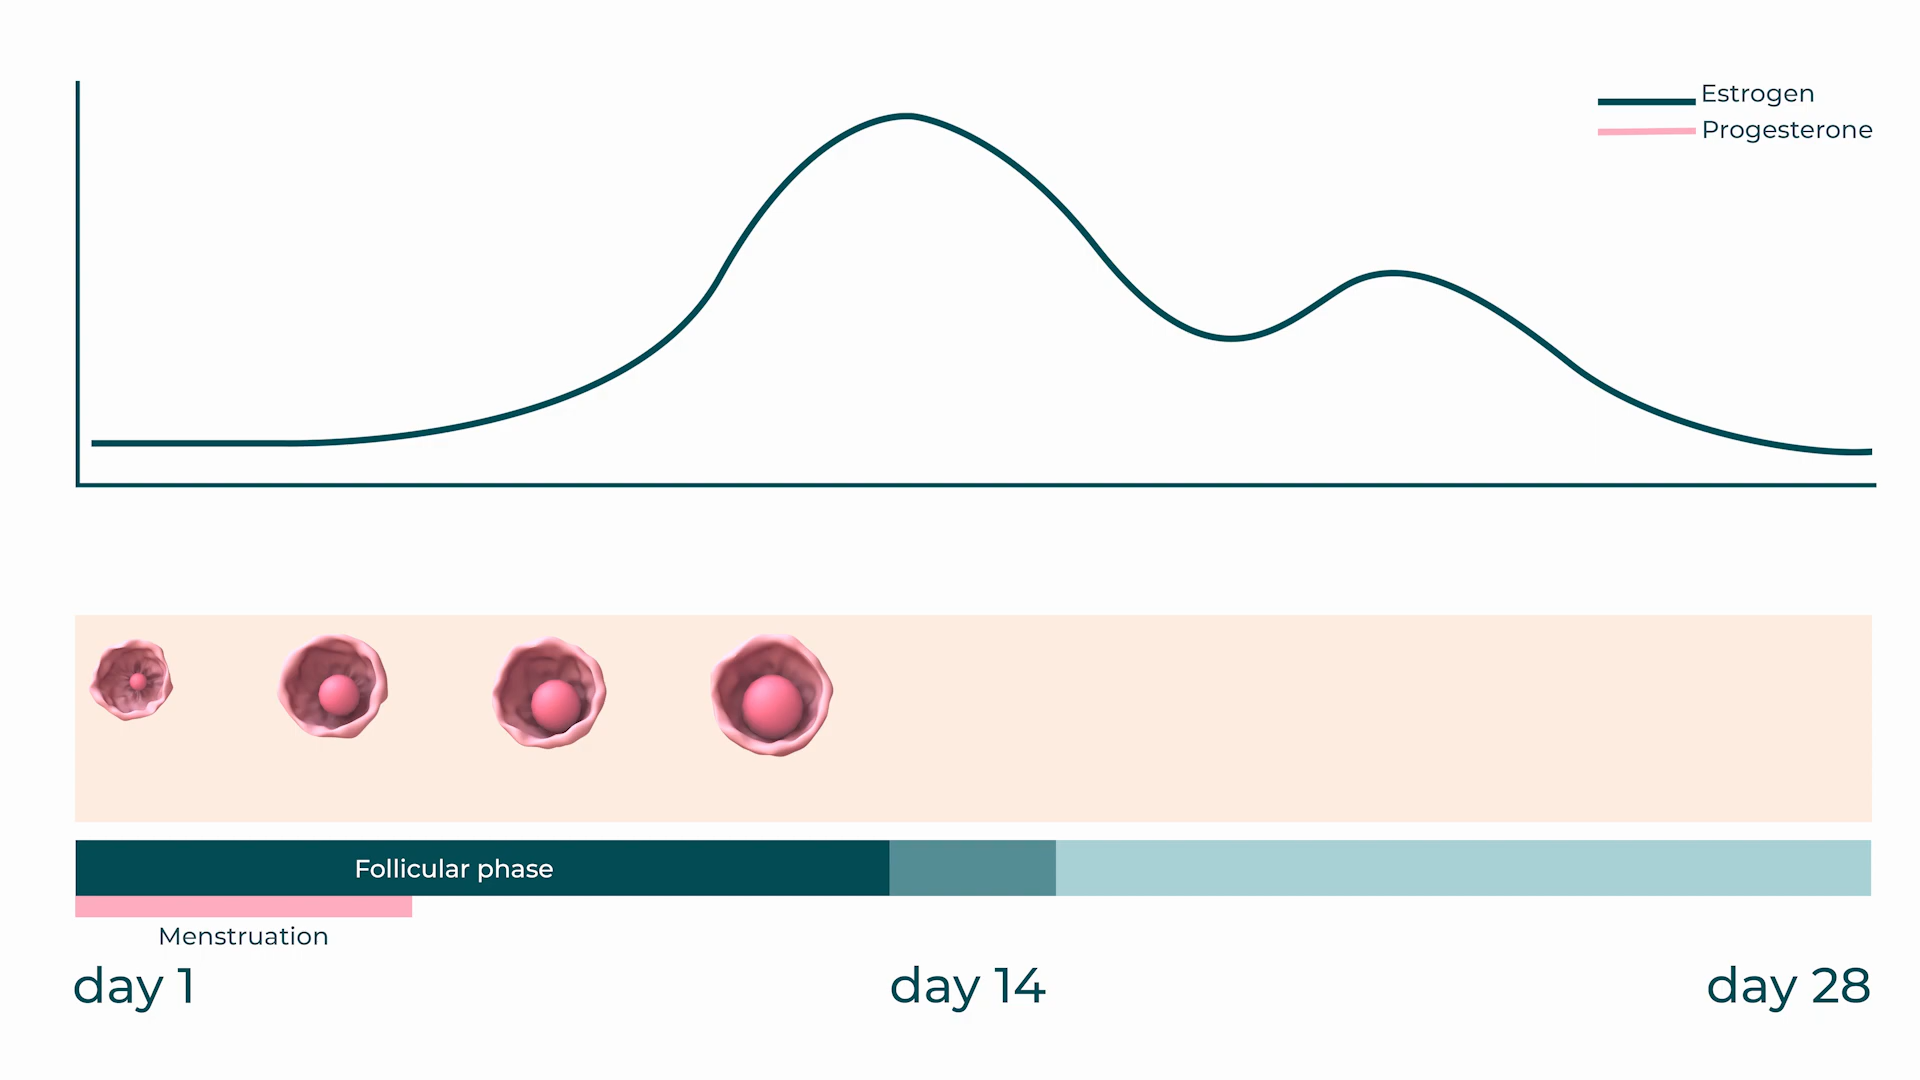 Estrogen
Progesterone
Follicular phase
Menstruation
day 1
day 14
day 28